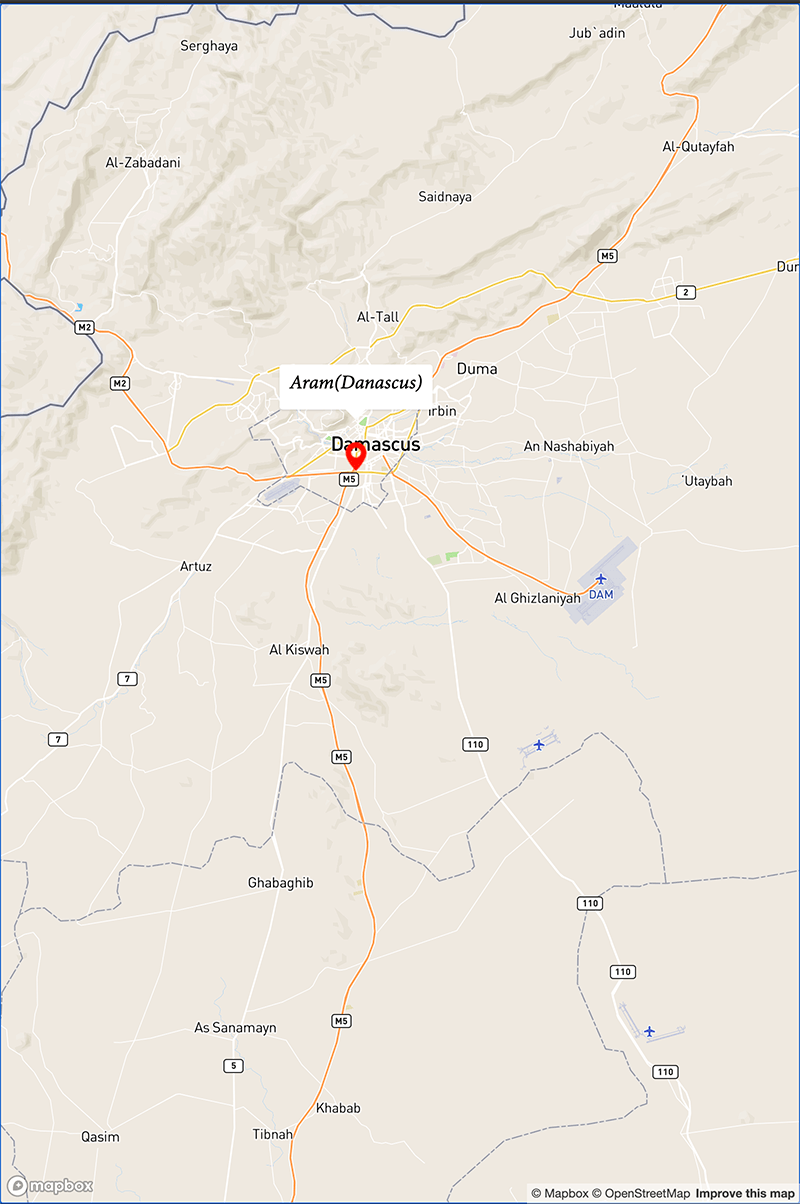 Maaldla
Jub`adin
Serghaya
Al-Qutayfah
Al-Zabadani
Saidnaya
M5
Dur
2
Al-Tall
M2
Duma
M2
Aram(Danascus)
Irbin
Damascus
An Nashabiyah
M5
'Utaybah
Artuz
DAM
Al Ghizlaniyah
Al Kiswah
7
M5
7
110
M5
Ghabaghib
110
110
As Sanamayn
M5
5
110
Khabab
Tibnah
Qasim
mapbox
© Mapbox © OpenStreetMap Improve this map